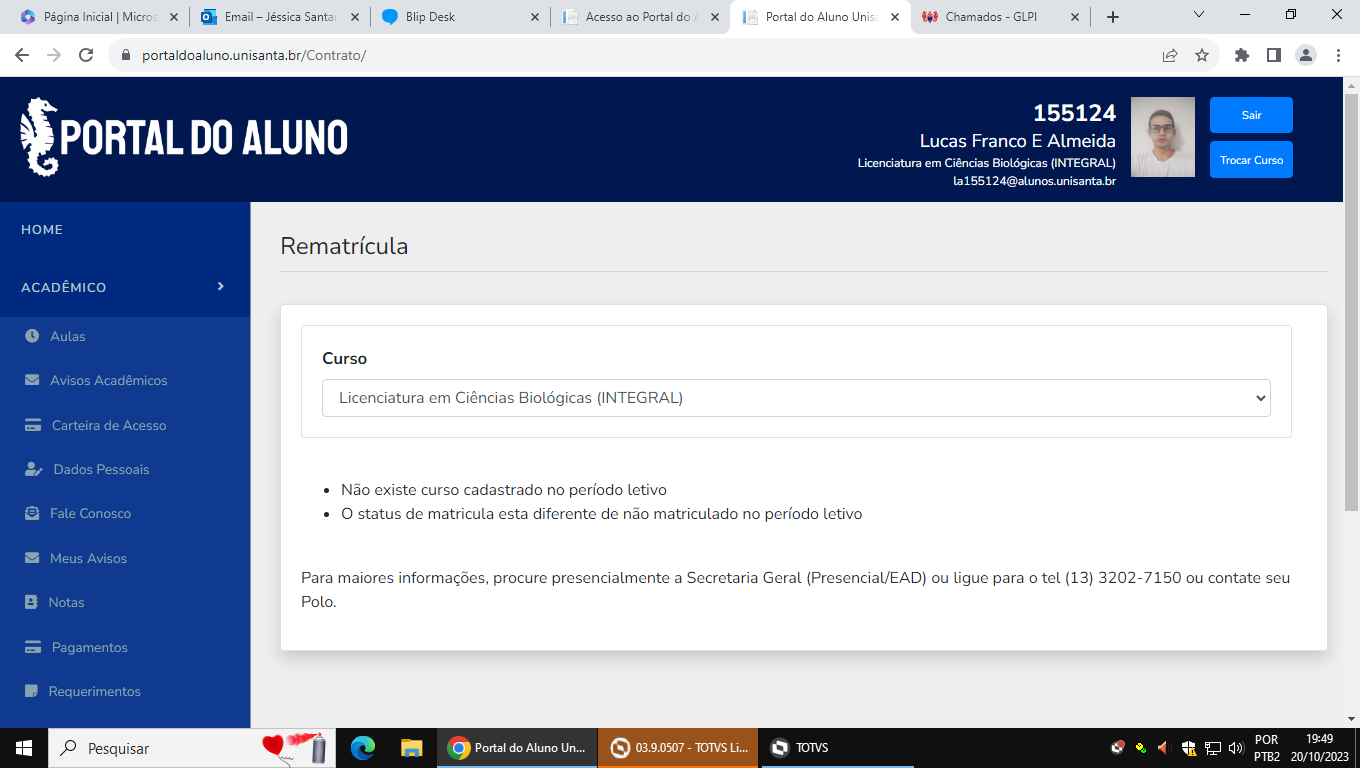 Página Inicial | Micros
Email – Jéssica Santan
Blip Desk
Acesso ao Portal do A
Portal do Aluno Unisa
Chamados - GLPI
portaldoaluno.unisanta.br/Contrato/
PORTAL DO ALUNO
155124
Lucas Franco E Almeida
Licenciatura em Ciências Biológicas (INTEGRAL)
la155124@alunos.unisanta.br
Sair
Trocar Curso
HOME
ACADÊMICO
Aulas
Avisos Acadêmicos
Carteira de Acesso
Dados Pessoais
Fale Conosco
Meus Avisos
Notas
Pagamentos
Requerimentos
Rematrícula
Curso
Licenciatura em Ciências Biológicas (INTEGRAL)
• Não existe curso cadastrado no período letivo
• O status de matricula esta diferente de não matriculado no período letivo
Para maiores informações, procure presencialmente a Secretaria Geral (Presencial/EAD) ou ligue para o tel (13) 3202-7150 ou contate seu
Polo.
Pesquisar
Portal do Aluno Un...
03.9.0507 - TOTVS Li...
TOTVS
POR
PTB2
19:49
20/10/2023